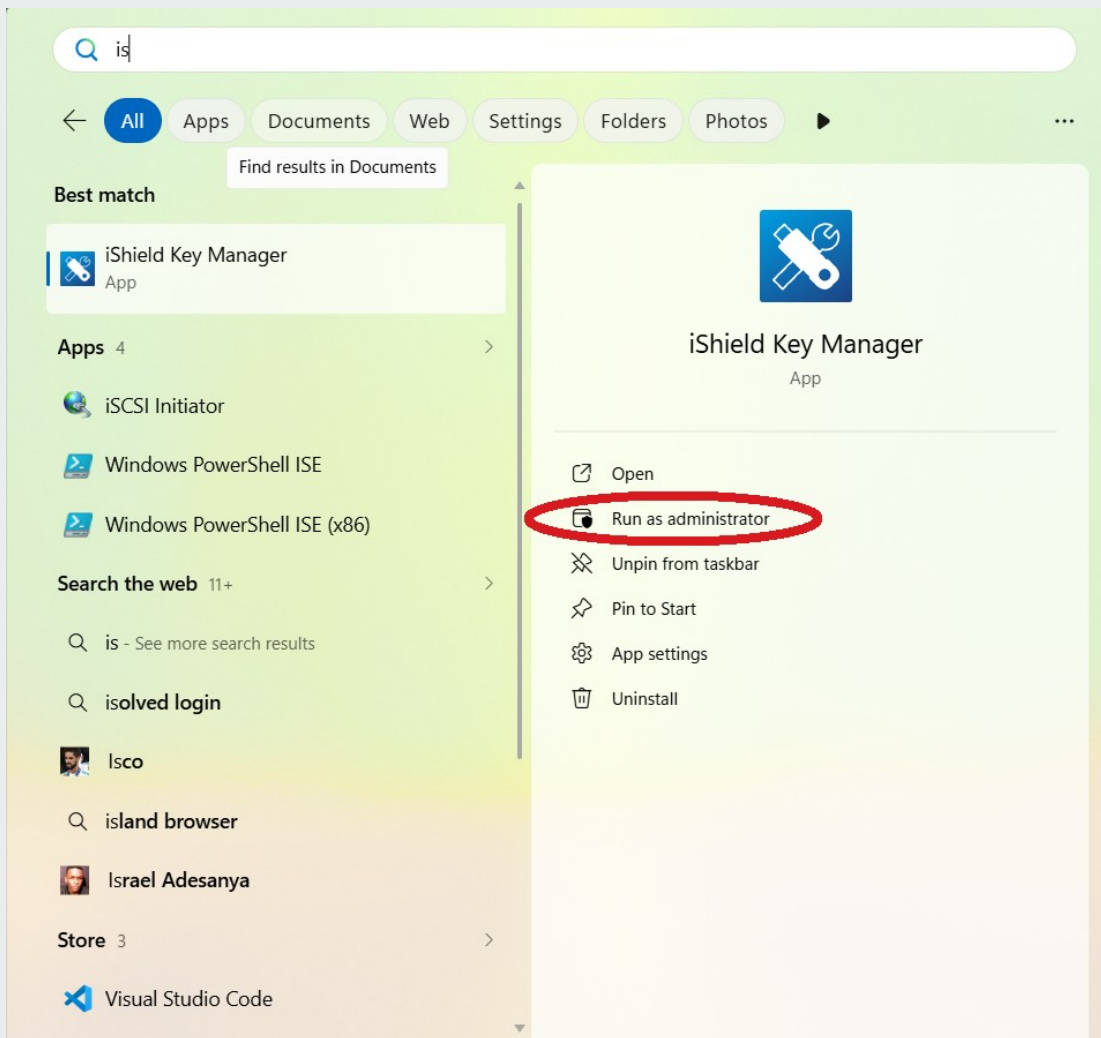 is
All Apps Documents Web Settings Folders Photos ...
Find results in Documents
Best match
iShield Key Manager
App
Apps 4
iSCSI Initiator
Windows PowerShell ISE
Windows PowerShell ISE (x86)
Search the web 11+
is - See more search results
isolved login
Isco
island browser
Israel Adesanya
Store 3
Visual Studio Code
iShield Key Manager
App
Open
Run as administrator
Unpin from taskbar
Pin to Start
App settings
Uninstall